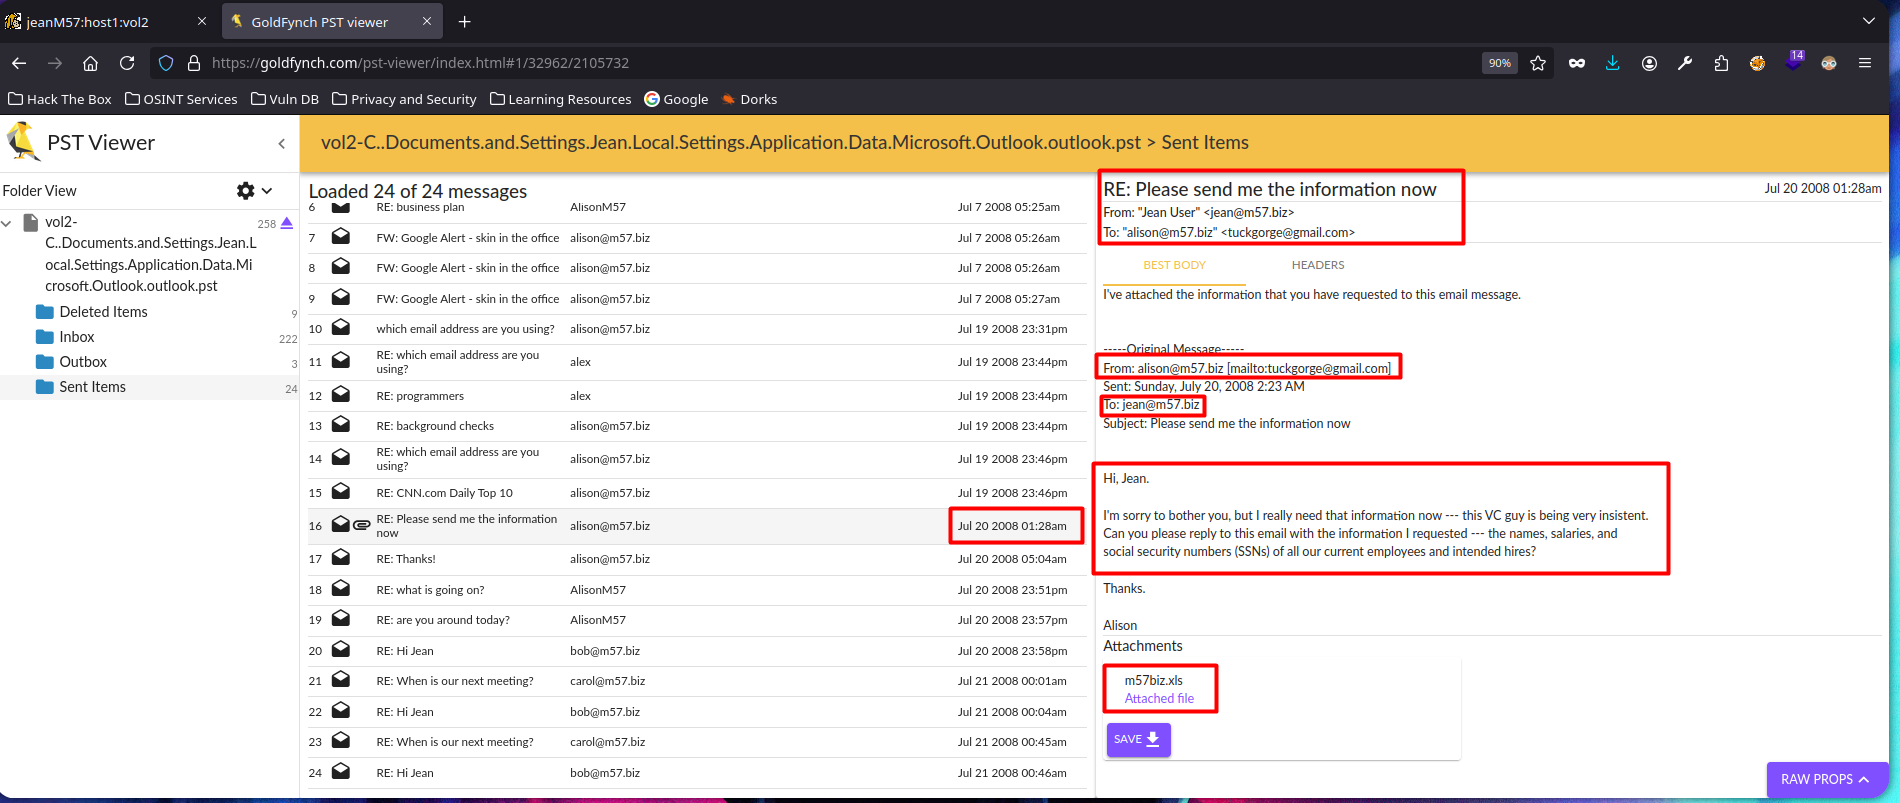 jeanM57:host1:vol2
GoldFynch PST viewer
https://goldfynch.com/pst-viewer/index.html#1/32962/2105732
90%
14
Hack The Box
OSINT Services
Vuln DB
Privacy and Security
Learning Resources
Google
Dorks
PST Viewer
Folder View
vol2-
C..Documents.and.Settings.Jean.L
ocal.Settings.Application.Data.Mi
crosoft.Outlook.outlook.pst
258
Deleted Items 9
Inbox 222
Outbox 3
Sent Items 24
vol2-C..Documents.and.Settings.Jean.Local.Settings.Application.Data.Microsoft.Outlook.outlook.pst > Sent Items
Loaded 24 of 24 messages
6 RE: business plan AlisonM57 Jul 7 2008 05:25am
7 FW: Google Alert - skin in the office alison@m57.biz Jul 7 2008 05:26am
8 FW: Google Alert - skin in the office alison@m57.biz Jul 7 2008 05:26am
9 FW: Google Alert - skin in the office alison@m57.biz Jul 7 2008 05:27am
10 which email address are you using? alison@m57.biz Jul 19 2008 23:31pm
11 RE: which email address are you
using? alex Jul 19 2008 23:44pm
12 RE: programmers alex Jul 19 2008 23:44pm
13 RE: background checks alison@m57.biz Jul 19 2008 23:44pm
14 RE: which email address are you
using? alison@m57.biz Jul 19 2008 23:46pm
15 RE: CNN.com Daily Top 10 alison@m57.biz Jul 19 2008 23:46pm
16 RE: Please send me the information
now alison@m57.biz Jul 20 2008 01:28am
17 RE: Thanks! alison@m57.biz Jul 20 2008 05:04am
18 RE: what is going on? AlisonM57 Jul 20 2008 23:51pm
19 RE: are you around today? AlisonM57 Jul 20 2008 23:57pm
20 RE: Hi Jean bob@m57.biz Jul 20 2008 23:58pm
21 RE: When is our next meeting? carol@m57.biz Jul 21 2008 00:01am
22 RE: Hi Jean bob@m57.biz Jul 21 2008 00:04am
23 RE: When is our next meeting? carol@m57.biz Jul 21 2008 00:45am
24 RE: Hi Jean bob@m57.biz Jul 21 2008 00:46am
RE: Please send me the information now
Jul 20 2008 01:28am
From: "Jean User" <jean@m57.biz>
To: "alison@m57.biz" <tuckgorge@gmail.com>
BEST BODY
HEADERS
I've attached the information that you have requested to this email message.
-----Original Message-----
From: alison@m57.biz [mailto:tuckgorge@gmail.com]
Sent: Sunday, July 20, 2008 2:23 AM
To: jean@m57.biz
Subject: Please send me the information now
Hi, Jean.
I'm sorry to bother you, but I really need that information now --- this VC guy is being very insistent.
Can you please reply to this email with the information I requested --- the names, salaries, and
social security numbers (SSNs) of all our current employees and intended hires?
Thanks.
Alison
Attachments
m57biz.xls
Attached file
SAVE
RAW PROPS